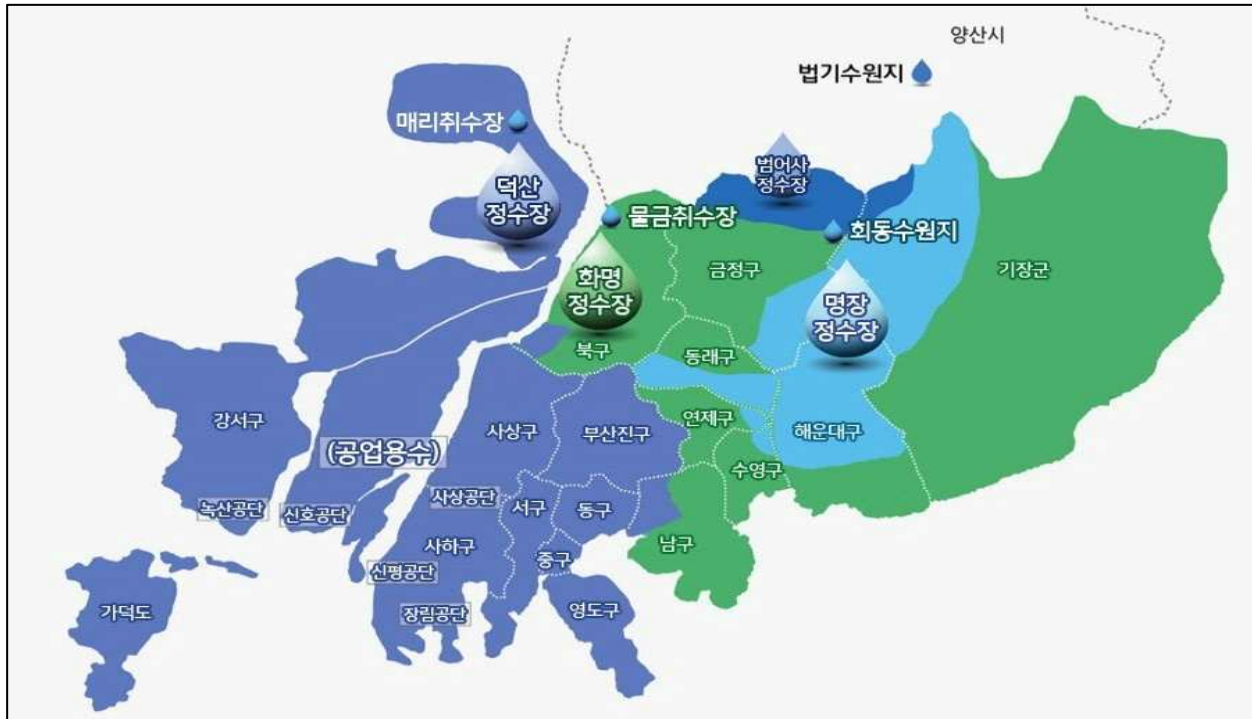 양산시
법기수원지
매리취수장
범어사
정수장
덕산
정수장
물금취수장
회동수원지
금정구
기장군
화명
정수장
명장
정수장
북구
동래구
강서구
사상구
부산진구
연제구
해운대구
(공업용수)
수영구
녹산공단
신호공단
사상공단
서구
동구
사하구
남구
중구
신평공단
가덕도
장림공단
영도구